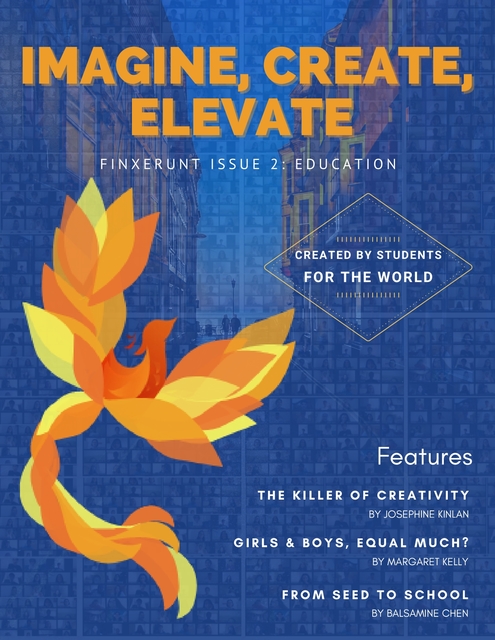 IMAGINE, CREATE,
ELEVATE
FINXERUNT ISSUE 2: EDUCATION
CREATED BY STUDENTS
FOR THE WORLD
Features
THE KILLER OF CREATIVITY
BY JOSEPHINE KINLAN
GIRLS & BOYS, EQUAL MUCH?
BY MARGARET KELLY
FROM SEED TO SCHOOL
BY BALSAMINE CHEN